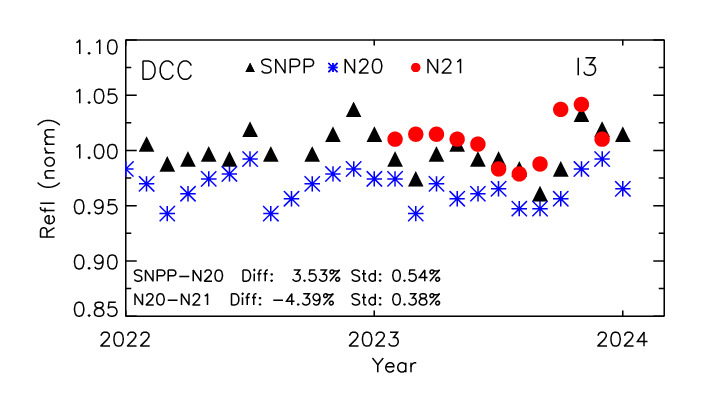 1.10
DCC ▲ SNPP ✳ N20 ● N21 I3
1.05
1.00
0.95
0.90
0.85
Refl (norm)
SNPP−N20 Diff: 3.53% Std: 0.54%
N20−N21 Diff: −4.39% Std: 0.38%
2022 2023 2024
Year